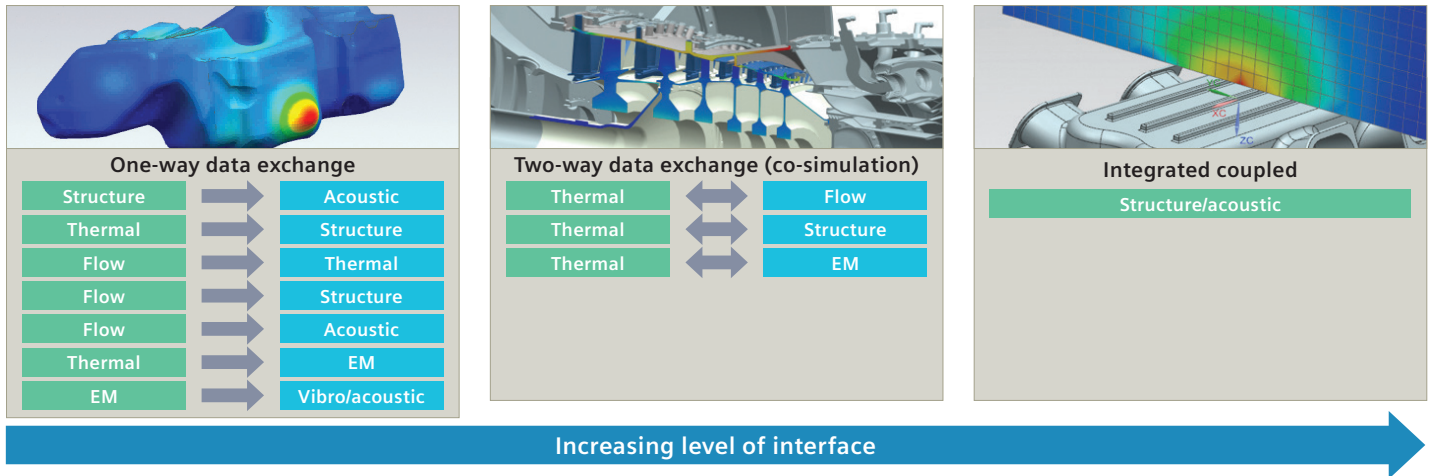 One-way data exchange
Structure Acoustic
Thermal Structure
Flow Thermal
Flow Structure
Flow Acoustic
Thermal EM
EM Vibro/acoustic
Two-way data exchange (co-simulation)
Thermal Flow
Thermal Structure
Thermal EM
XC
ZC
Integrated coupled
Structure/acoustic
Increasing level of interface